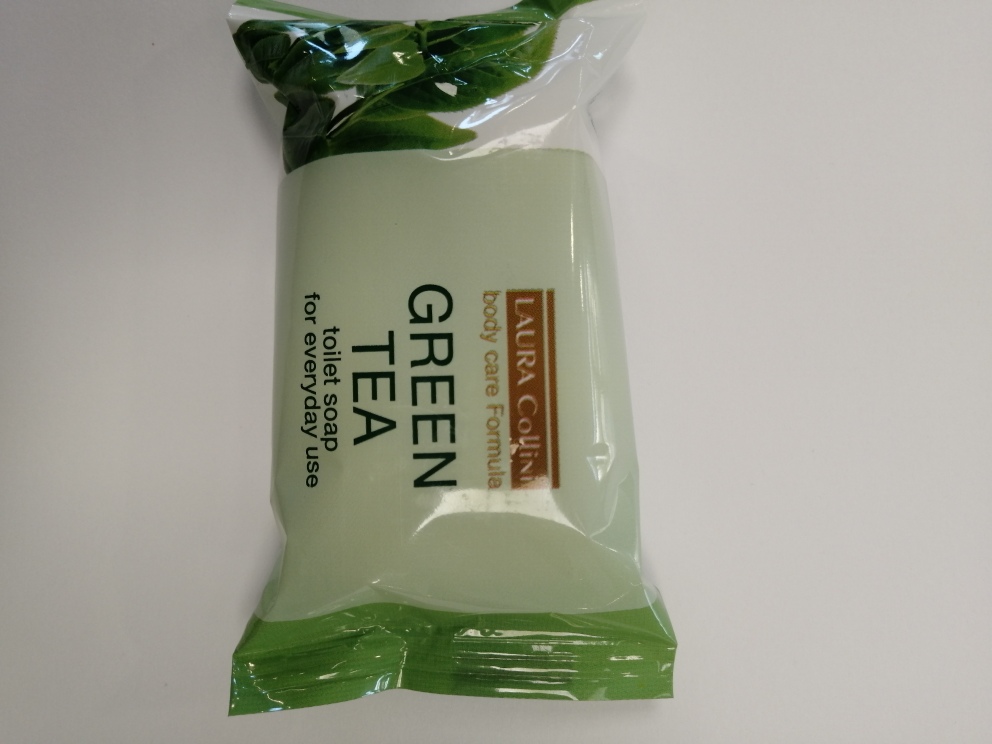 LAURA Collini
body care Formula
GREEN
TEA
toilet soap
for everyday use